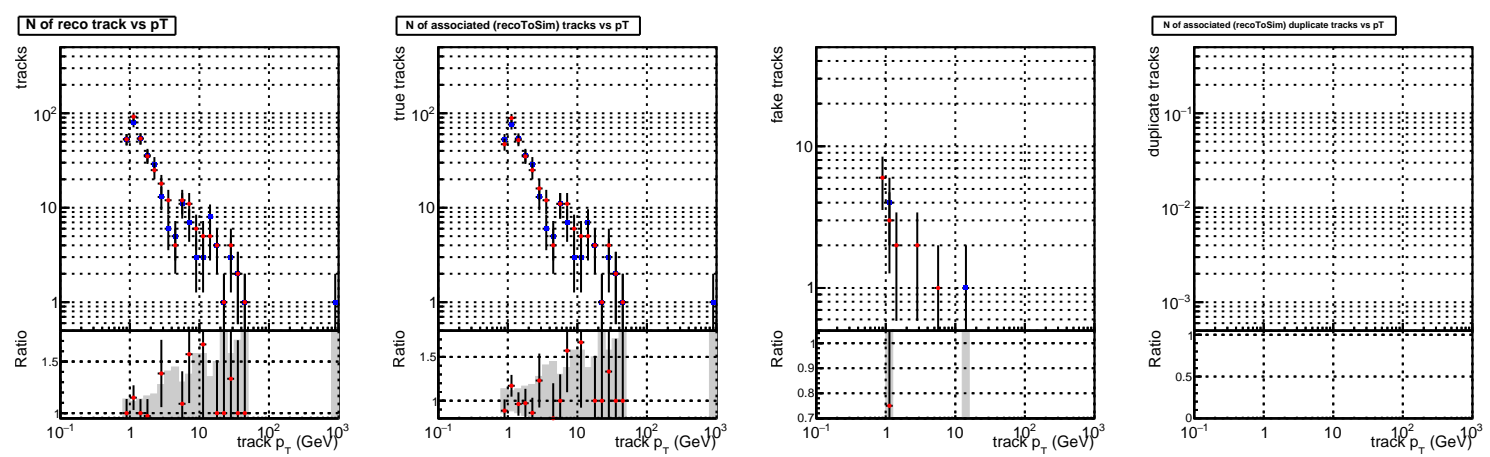 N of reco track vs pT
tracks
10²
10
1
Ratio
1.5
1
10⁻¹ 1 10 10² 10³
track p_T (GeV)
N of associated (recoToSim) tracks vs pT
true tracks
10²
10
1
Ratio
1.5
1
10⁻¹ 1 10 10² 10³
track p_T (GeV)
fake tracks
10
1
Ratio
1
0.9
0.8
0.7
10⁻¹ 1 10 10² 10³
track p_T (GeV)
N of associated (recoToSim) duplicate tracks vs pT
duplicate tracks
10⁻¹
10⁻²
10⁻³
Ratio
1
0.5
0
10⁻¹ 1 10 10² 10³
track p_T (GeV)